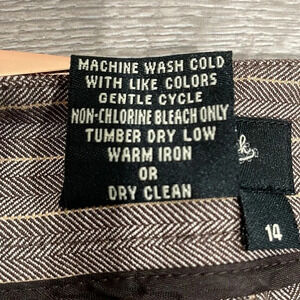 MACHINE WASH COLD
WITH LIKE COLORS
GENTLE CYCLE
NON-CHLORINE BLEACH ONLY
TUMBER DRY LOW
WARM IRON
OR
DRY CLEAN
14